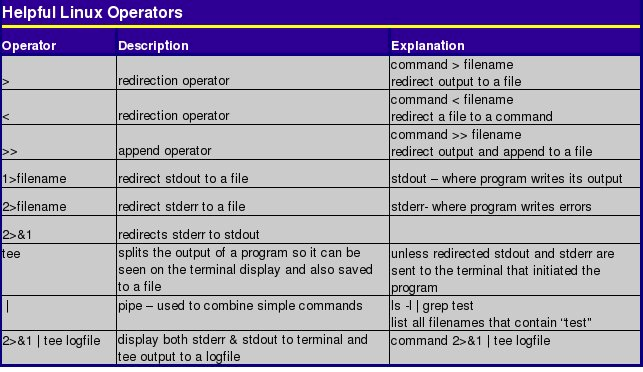 Helpful Linux Operators
Operator Description Explanation
command > filename
> redirection operator redirect output to a file
command < filename
< redirection operator redirect a file to a command
command >> filename
>> append operator redirect output and append to a file
1>filename redirect stdout to a file stdout – where program writes its output
2>filename redirect stderr to a file stderr- where program writes errors
2>&1 redirects stderr to stdout
tee splits the output of a program so it can be unless redirected stdout and stderr are
seen on the terminal display and also saved sent to the terminal that initiated the
to a file program
| pipe – used to combine simple commands ls -l | grep test
list all filenames that contain “test”
2>&1 | tee logfile display both stderr & stdout to terminal and command 2>&1 | tee logfile
tee output to a logfile